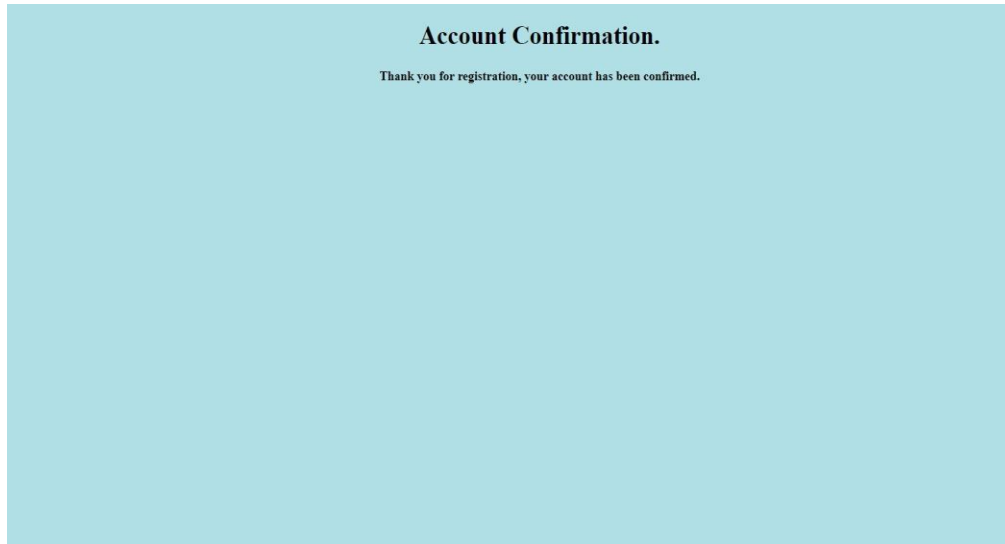 Account Confirmation.
Thank you for registration, your account has been confirmed.